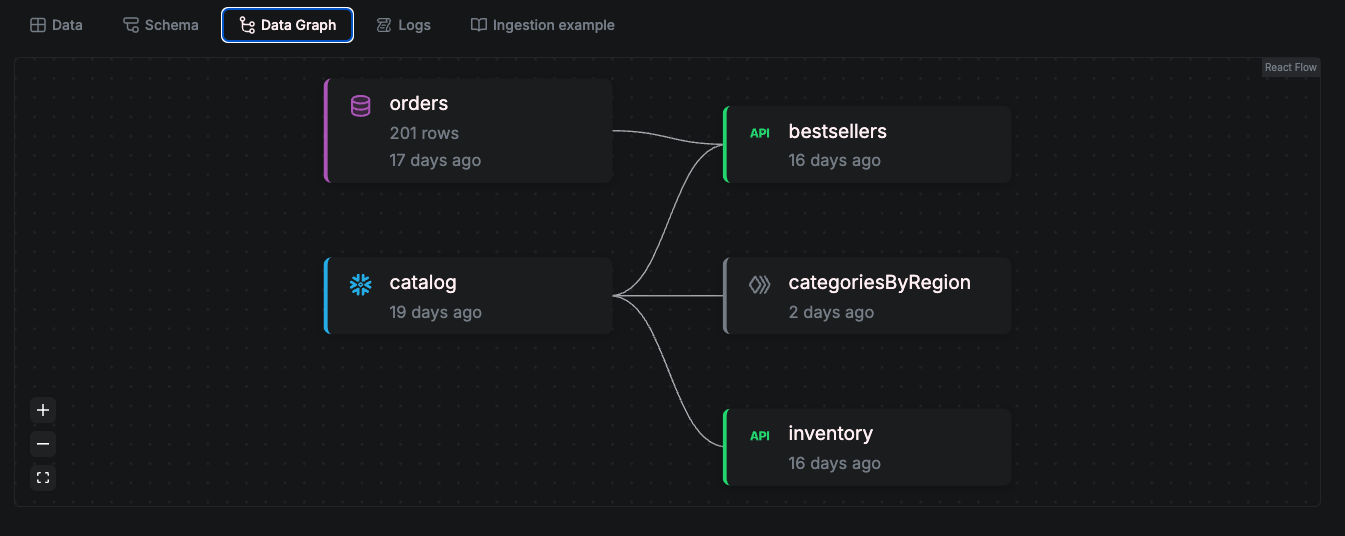 Data
Schema
Data Graph
Logs
Ingestion example
React Flow
orders
201 rows
17 days ago
API
bestsellers
16 days ago
catalog
19 days ago
categoriesByRegion
2 days ago
API
inventory
16 days ago